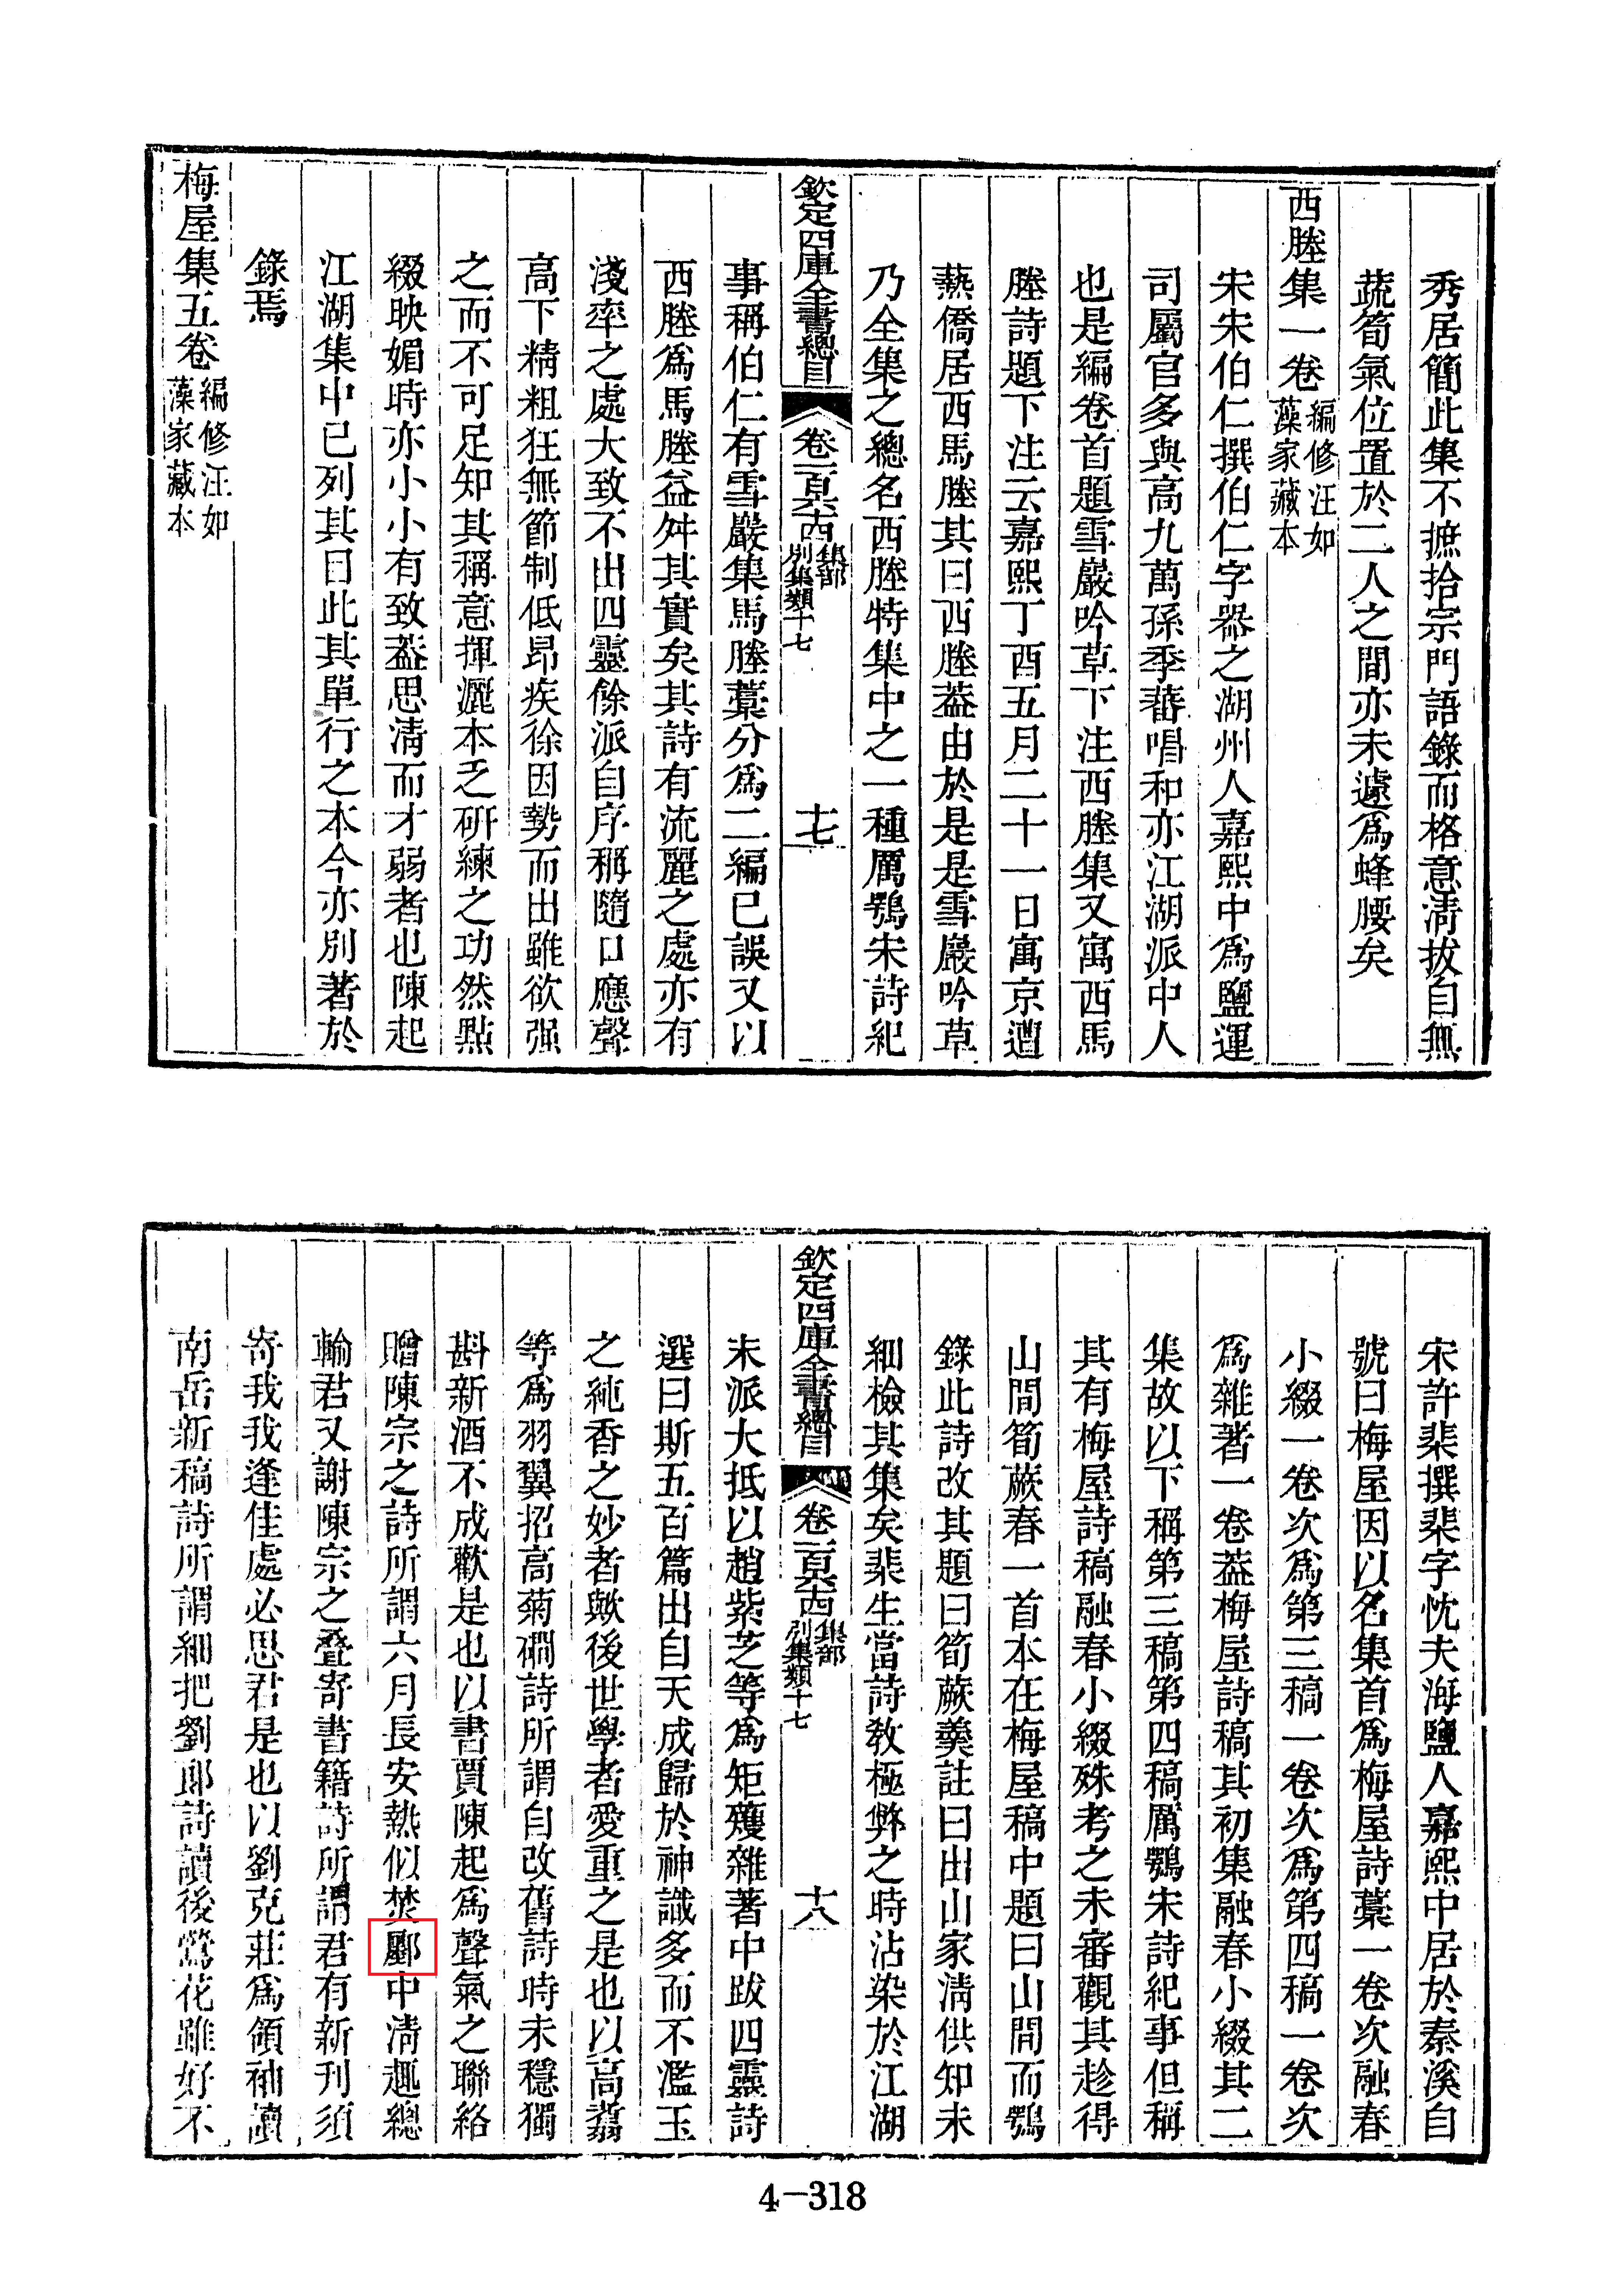 秀居簡此集不摭拾宗門語錄而格意淸拔自無
蔬筍氣位置於二人之間亦未遽爲蜂腰矣
西塍集一卷編修汪如藻家藏本
宋宋伯仁撰伯仁字器之湖州人嘉熙中爲鹽運
司屬官多與高九萬孫季蕃唱和亦江湖派中人
也是編卷首題雪巖吟草下注西塍集又寓西馬
塍詩題下注云嘉熙丁酉五月二十一日寓京遭
爇僑居西馬塍其曰西塍葢由於是是雪巖吟草
乃全集之總名西塍特集中之一種厲鶚宋詩紀
欽定四庫全書總目 卷一百六十四 集部 別集類十七 十七
事稱伯仁有雪巖集馬塍藁分爲二編已誤又以
西塍爲馬塍益舛其實矣其詩有流麗之處亦有
淺率之處大致不出四靈餘派自序稱隨口應聲
高下精粗狂無節制低昂疾徐因勢而出雖欲强
之而不可足知其稱意揮灑本乏硏練之功然點
綴映媚時亦小小有致葢思淸而才弱者也陳起
江湖集中已列其目此其單行之本今亦別著於
錄焉
梅屋集五卷編修汪如藻家藏本
宋許棐撰棐字忱夫海鹽人嘉熙中居於秦溪自
號曰梅屋因以名集首爲梅屋詩藁一卷次融春
小綴一卷次爲第三稿一卷次爲第四稿一卷次
爲雜著一卷葢梅屋詩稿其初集融春小綴其二
集故以下稱第三稿第四稿厲鶚宋詩紀事但稱
其有梅屋詩稿融春小綴殊考之未審觀其趁得
山間筍蕨春一首本在梅屋稿中題曰山間而鶚
錄此詩改其題曰筍蕨羹註曰出山家淸供知未
細檢其集矣棐生當詩敎極弊之時沾染於江湖
欽定四庫全書總目 卷一百六十四 集部 別集類十七 十八
末派大抵以趙紫芝等爲矩矱雜著中跋四靈詩
選曰斯五百篇出自天成歸於神識多而不濫玉
之純香之妙者歟後世學者愛重之是也以高翥
等爲羽翼招高菊磵詩所謂自改舊詩時未穩獨
斟新酒不成歡是也以書賈陳起爲聲氣之聯絡
贈陳宗之詩所謂六月長安熱似焚鄽中淸趣總
輸君又謝陳宗之疊寄書籍詩所謂君有新刊須
寄我我逢佳處必思君是也以劉克莊爲領袖讀
南岳新稿詩所謂細把劉郎詩讀後鶯花雖好不
4-318